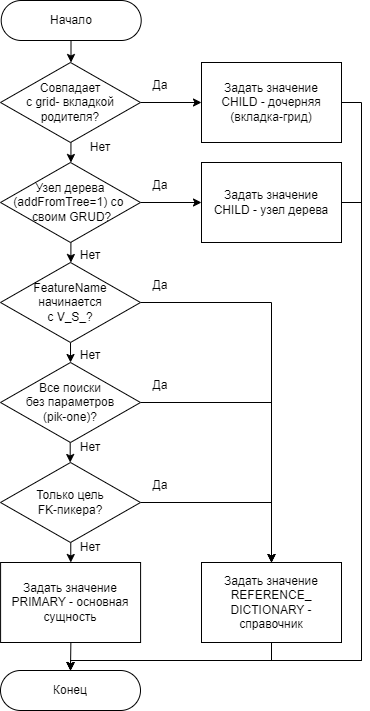 Начало
Совпадает
с grid- вкладкой
родителя?
Да
Задать значение
CHILD - дочерняя
(вкладка-грид)
Нет
Узел дерева
(addFromTree=1) со
своим GRUD?
Да
Задать значение
CHILD - узел дерева
Нет
FeatureName
начинается
с V_S_?
Да
Нет
Все поиски
без параметров
(pik-one)?
Да
Нет
Только цель
FK-пикера?
Да
Нет
Задать значение
PRIMARY - основная
сущность
Задать значение
REFERENCE_
DICTIONARY -
справочник
Конец